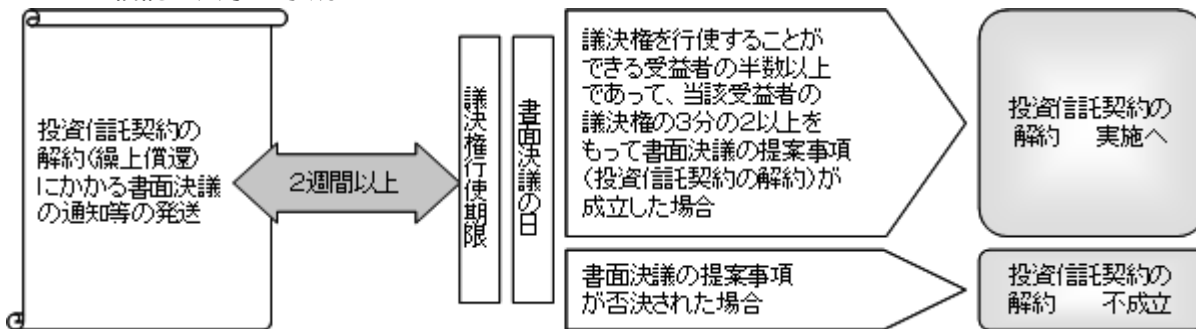 投資信託契約の
解約(繰上償還)
にかかる書面決議
の通知等の発送
2週間以上
議決権行使期限
書面決議の日
議決権を行使することが
できる受益者の半数以上
であって、当該受益者の
議決権の3分の2以上を
もって書面決議の提案事項
(投資信託契約の解約)が
成立した場合
投資信託契約の
解約　　実施へ
書面決議の提案事項
が否決された場合
投資信託契約の
解約　　不成立